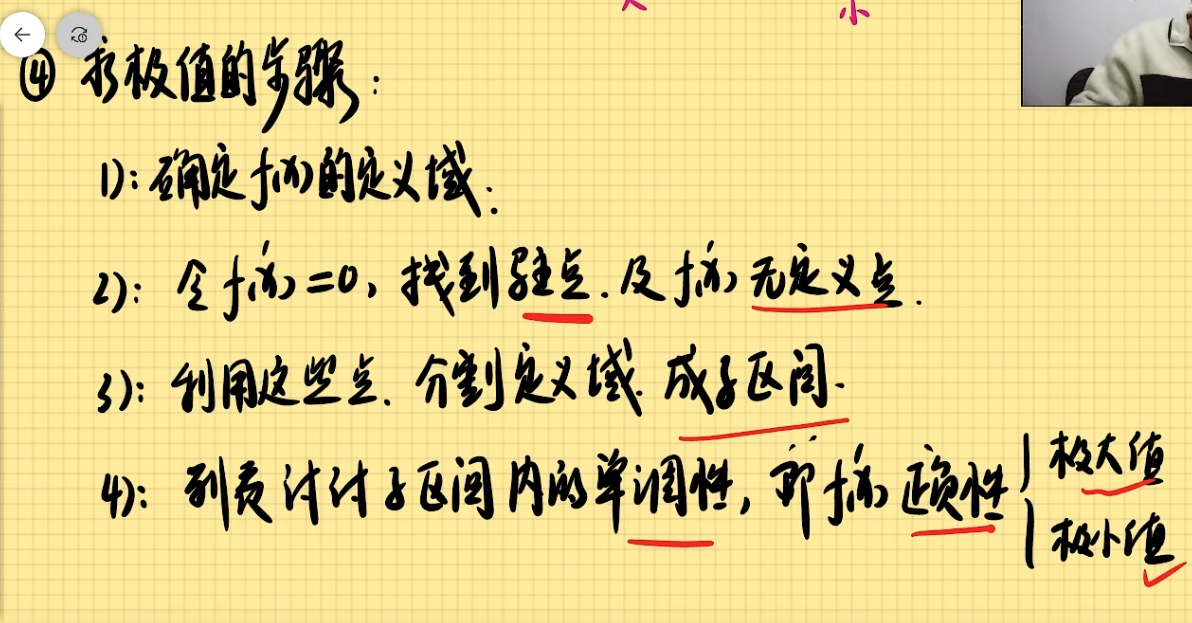 大 小
④ 求极值的步骤:
1): 确定f(x)的定义域.
2): 令f'(x)=0, 找到驻点.及f'(x)无定义点.
3): 利用这些点.分割定义域.成子区间.
4): 列表讨讨子区间内的单调性,即f'(x)正负性 { 极大值
极小值